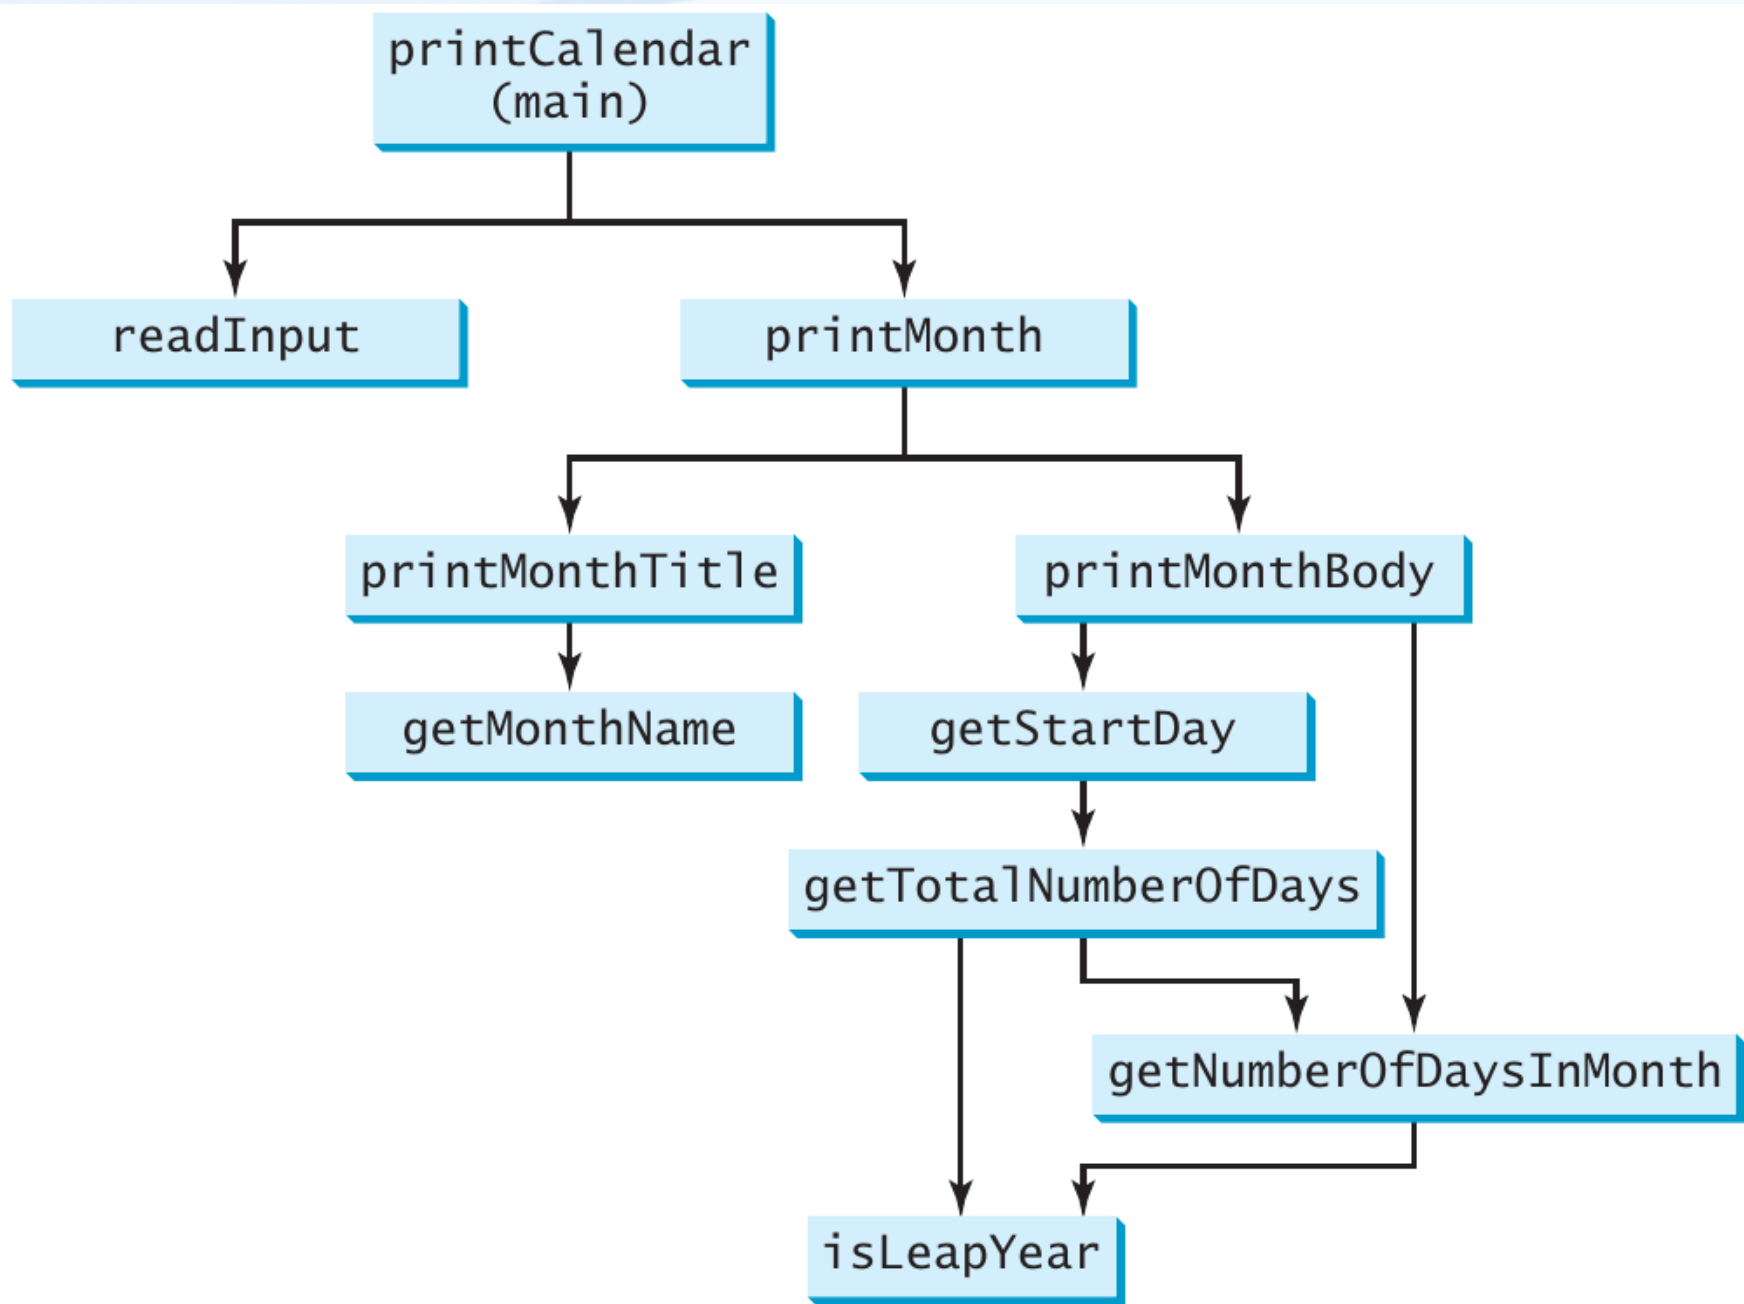 printCalendar
(main)
readInput
printMonth
printMonthTitle
printMonthBody
getMonthName
getStartDay
getTotalNumberOfDays
getNumberOfDaysInMonth
isLeapYear